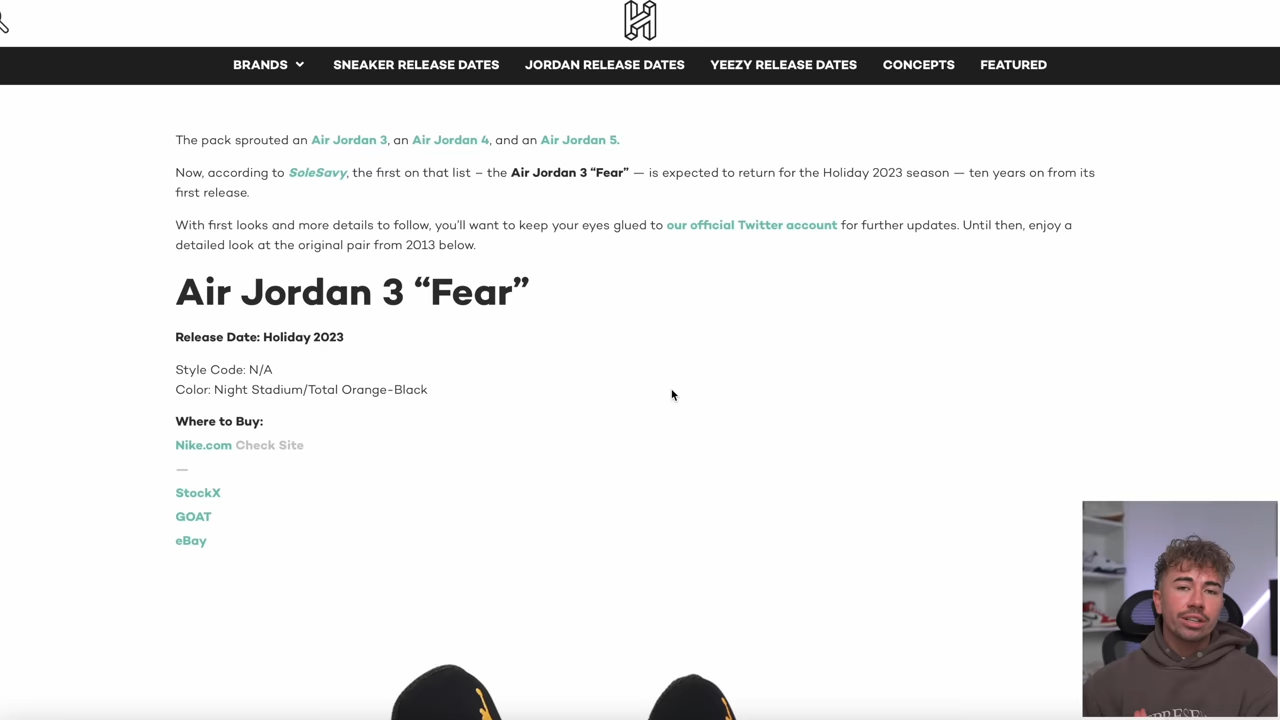 BRANDS SNEAKER RELEASE DATES JORDAN RELEASE DATES YEEZY RELEASE DATES CONCEPTS FEATURED
The pack sprouted an Air Jordan 3, an Air Jordan 4, and an Air Jordan 5.
Now, according to SoleSavy, the first on that list – the Air Jordan 3 “Fear” — is expected to return for the Holiday 2023 season — ten years on from its
first release.
With first looks and more details to follow, you’ll want to keep your eyes glued to our official Twitter account for further updates. Until then, enjoy a
detailed look at the original pair from 2013 below.
Air Jordan 3 “Fear”
Release Date: Holiday 2023
Style Code: N/A
Color: Night Stadium/Total Orange-Black
Where to Buy:
Nike.com Check Site
—
StockX
GOAT
eBay